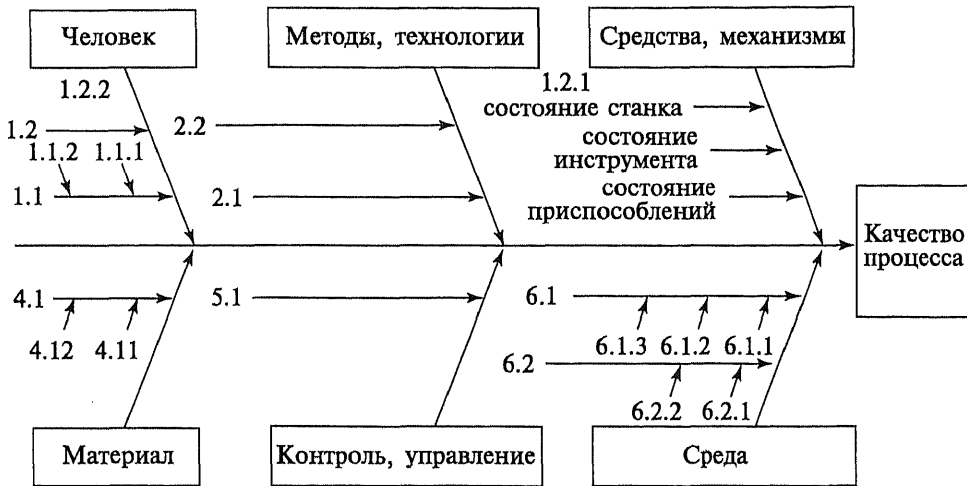 Человек
Методы, технологии
Средства, механизмы
1.2.2
1.2.1
состояние станка
1.2
2.2
состояние
инструмента
1.1.2
1.1.1
состояние
приспособлений
1.1
2.1
Качество
процесса
4.1
5.1
6.1
4.12
4.11
6.1.3
6.1.2
6.1.1
6.2
6.2.2
6.2.1
Материал
Контроль, управление
Среда